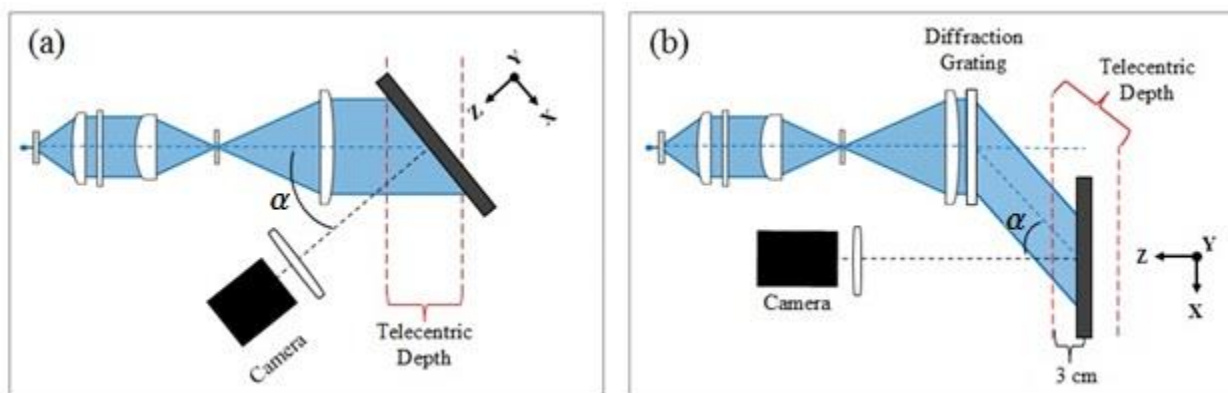 (a)
Y
Z
X
α
Camera
Telecentric
Depth
(b)
Diffraction
Grating
Telecentric
Depth
α
Camera
Z
Y
X
3 cm